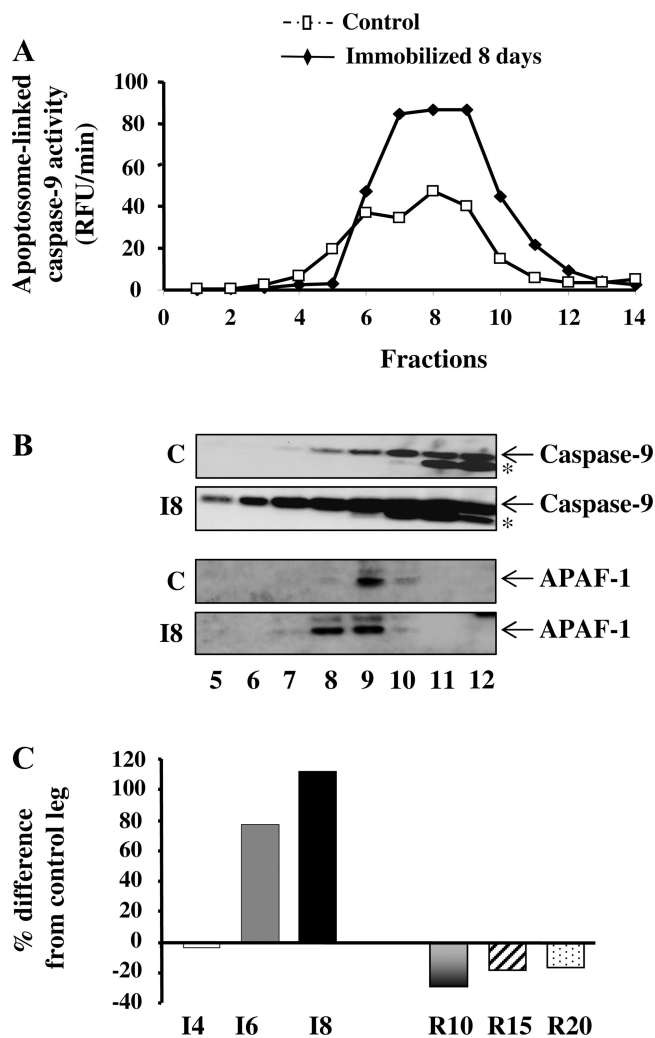 Control
Immobilized 8 days
A
Apoptosome-linked
caspase-9 activity
(RFU/min)
100
80
60
40
20
0
0 2 4 6 8 10 12 14
Fractions
B
C Caspase-9
*
I8 Caspase-9
*
C APAF-1
I8 APAF-1
5 6 7 8 9 10 11 12
C
% difference
from control leg
120
100
80
60
40
20
0
-20
-40
I4 I6 I8 R10 R15 R20